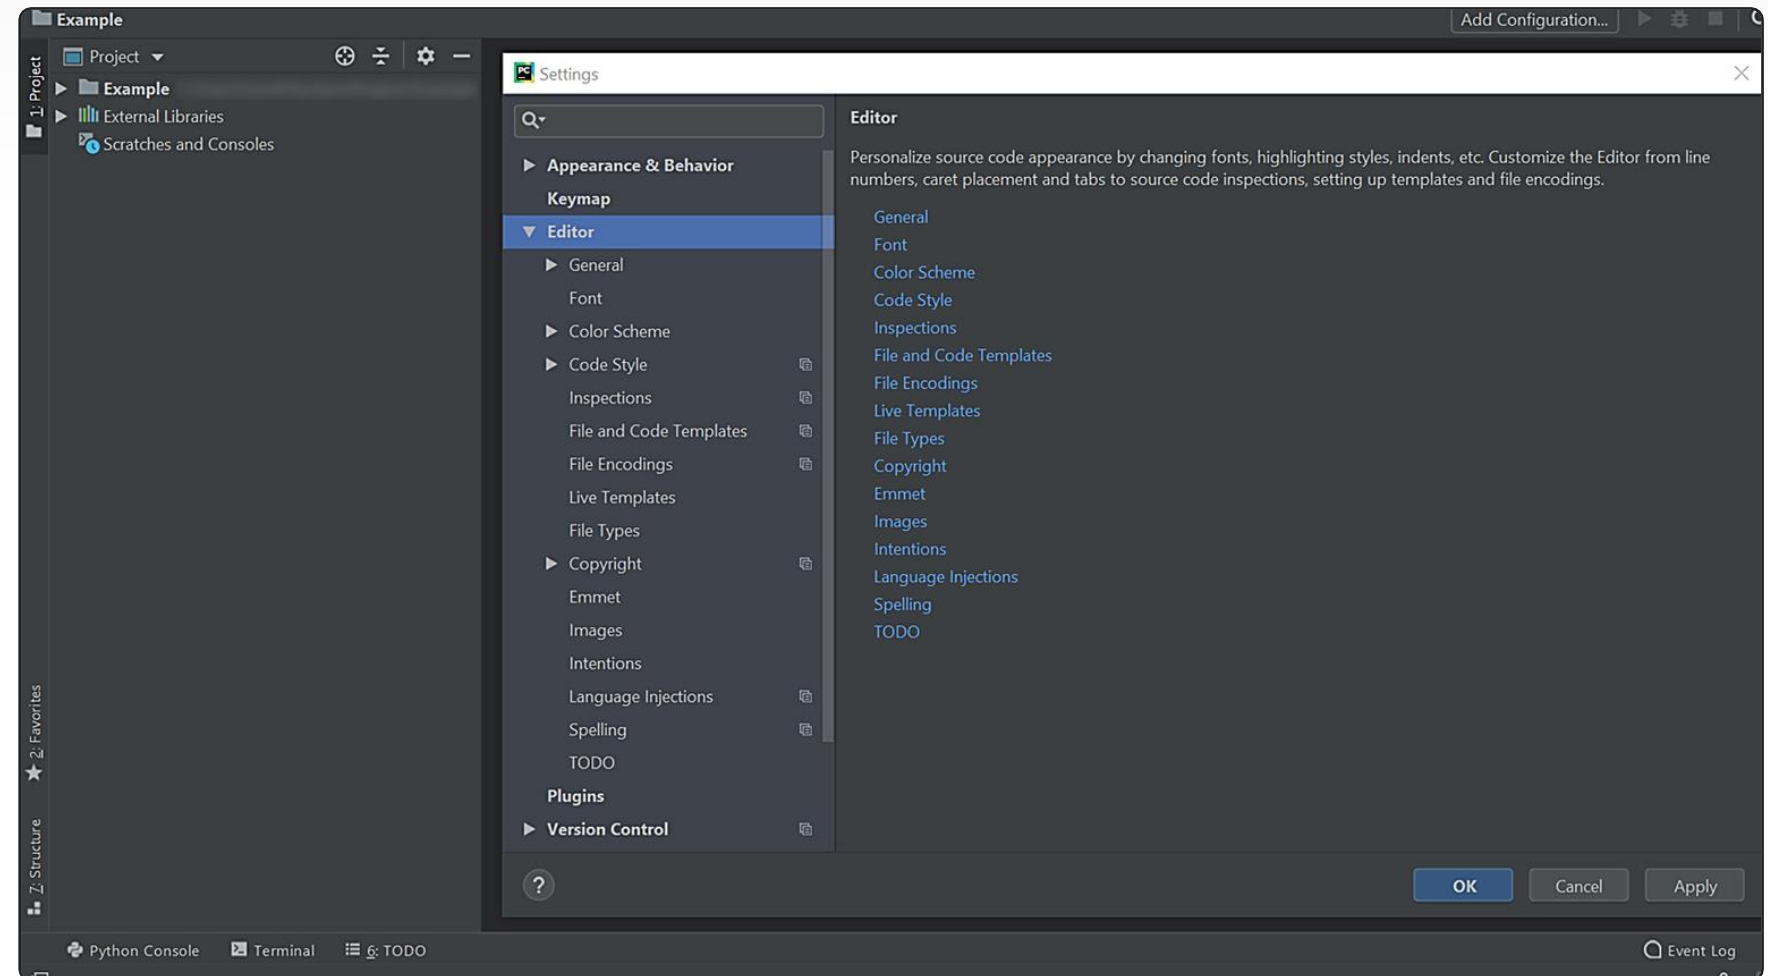 Example
Add Configuration...
Project
1: Project
Example
External Libraries
Scratches and Consoles
2: Favorites
7: Structure
PC
Settings
Appearance & Behavior
Keymap
Editor
General
Font
Color Scheme
Code Style
Inspections
File and Code Templates
File Encodings
Live Templates
File Types
Copyright
Emmet
Images
Intentions
Language Injections
Spelling
TODO
Plugins
Version Control
Editor
Personalize source code appearance by changing fonts, highlighting styles, indents, etc. Customize the Editor from line
numbers, caret placement and tabs to source code inspections, setting up templates and file encodings.
General
Font
Color Scheme
Code Style
Inspections
File and Code Templates
File Encodings
Live Templates
File Types
Copyright
Emmet
Images
Intentions
Language Injections
Spelling
TODO
?
OK
Cancel
Apply
Python Console
Terminal
6: TODO
Event Log